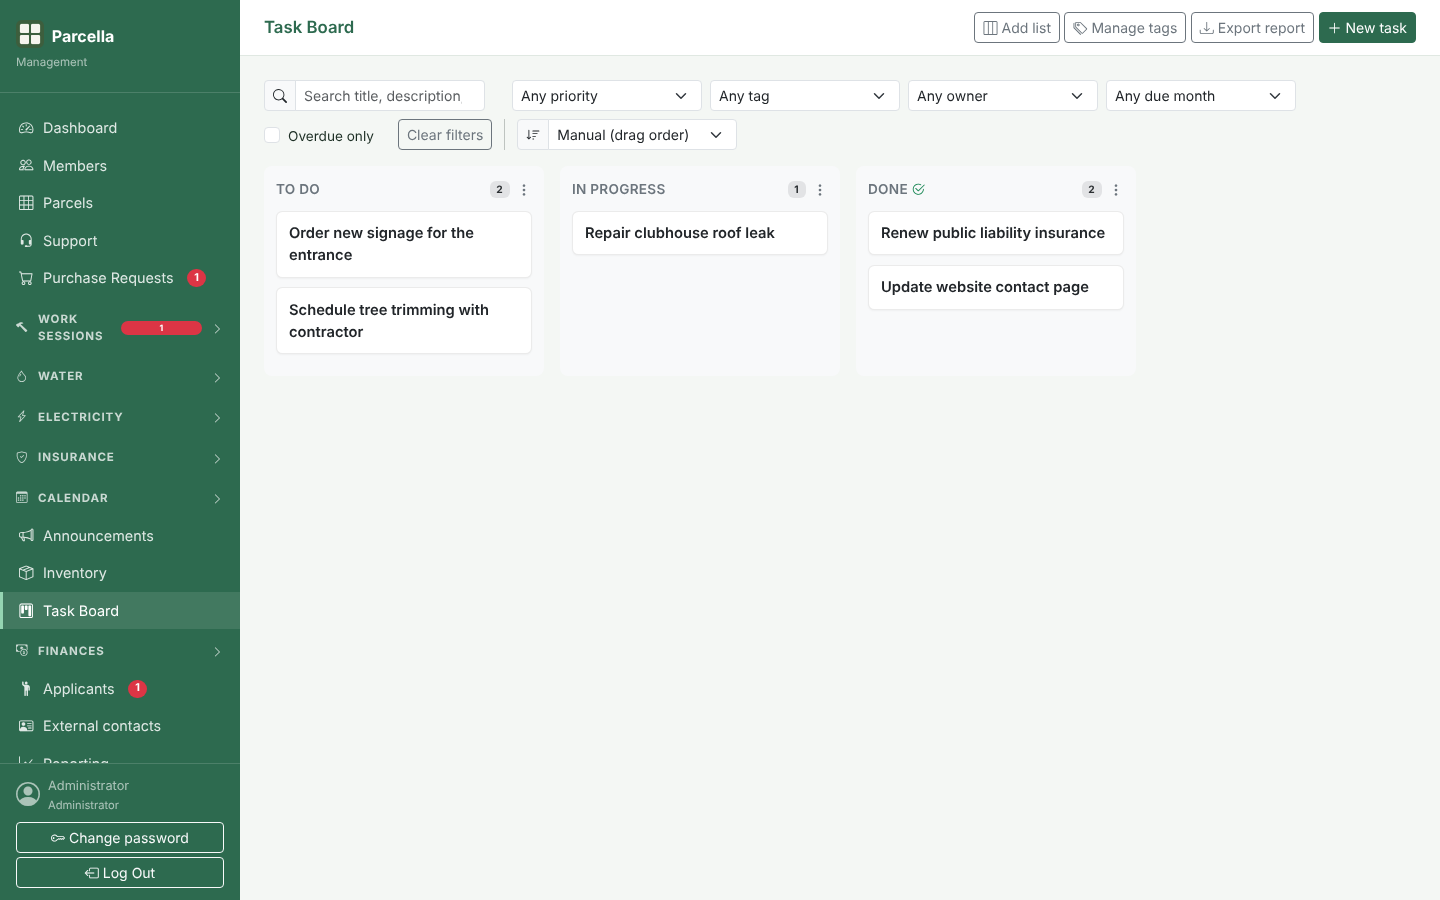 Parcella
Management
Dashboard
Members
Parcels
Support
Purchase Requests 1
WORK
SESSIONS 1
WATER
ELECTRICITY
INSURANCE
CALENDAR
Announcements
Inventory
Task Board
FINANCES
Applicants 1
External contacts
Reporting
Administrator
Administrator
Change password
Log Out
Task Board
Add list
Manage tags
Export report
New task
Search title, description
Any priority
Any tag
Any owner
Any due month
Overdue only
Clear filters
Manual (drag order)
TO DO 2
Order new signage for the
entrance
Schedule tree trimming with
contractor
IN PROGRESS 1
Repair clubhouse roof leak
DONE 2
Renew public liability insurance
Update website contact page